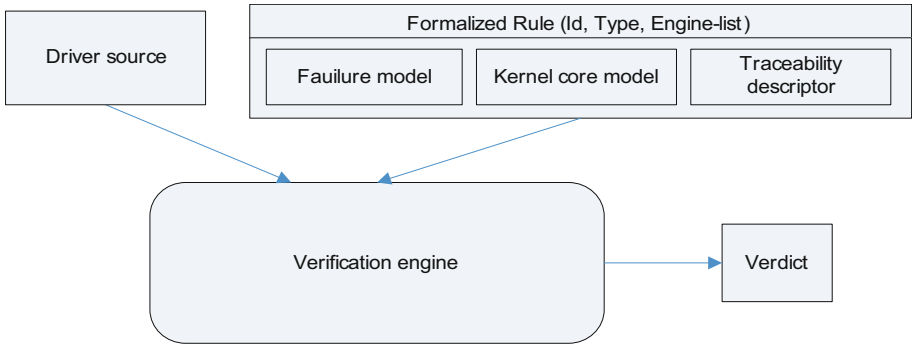 Driver source
Formalized Rule (Id, Type, Engine-list)
Fauilure model
Kernel core model
Traceability
descriptor
Verification engine
Verdict